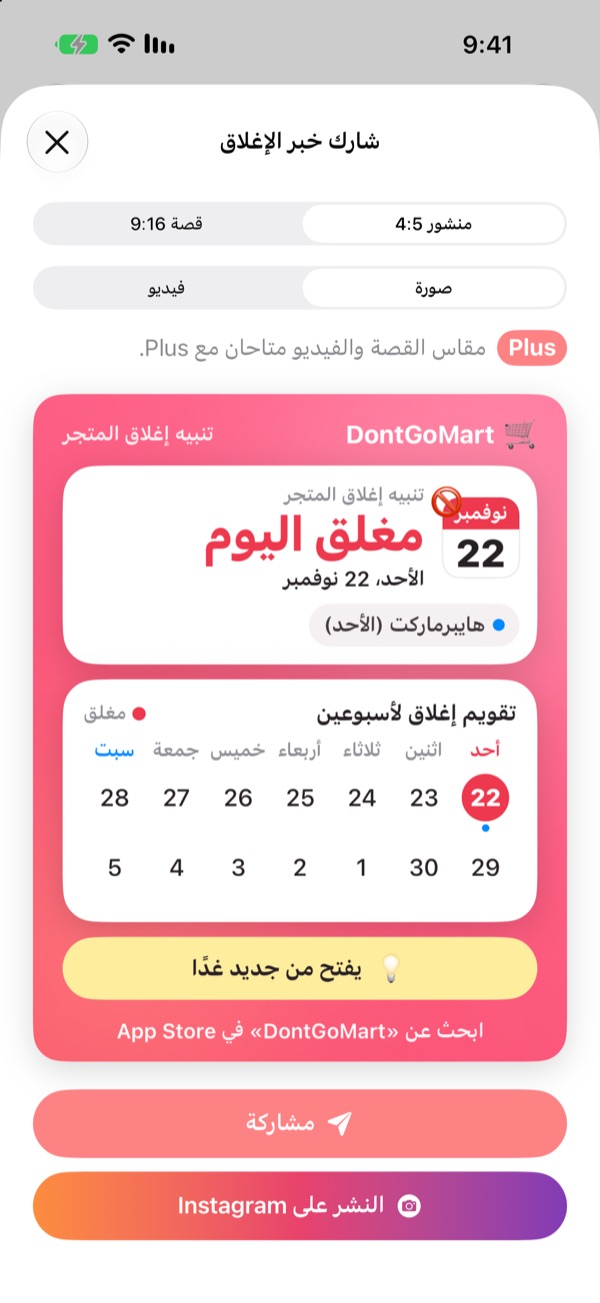 9:41
شارك خبر الإغلاق
منشور 4:5
قصة 9:16
صورة
فيديو
Plus مقاس القصة والفيديو متاحان مع Plus.
DontGoMart
تنبيه إغلاق المتجر
نوفمبر
22
تنبيه إغلاق المتجر
مغلق اليوم
الأحد، 22 نوفمبر
هايبرماركت (الأحد)
تقويم إغلاق لأسبوعين
مغلق
أحد اثنين ثلاثاء أربعاء خميس جمعة سبت
22 23 24 25 26 27 28
29 30 1 2 3 4 5
يفتح من جديد غدًا
ابحث عن «DontGoMart» في App Store
مشاركة
النشر على Instagram